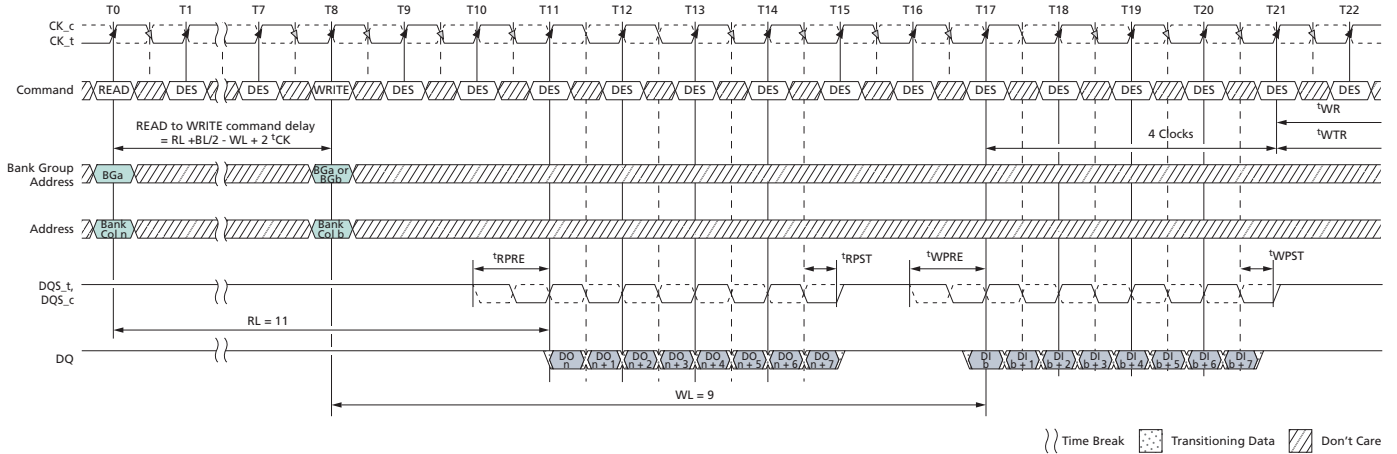 T0 T1 T7 T8 T9 T10 T11 T12 T13 T14 T15 T16 T17 T18 T19 T20 T21 T22
CK_c
CK_t
Command READ DES DES WRITE DES DES DES DES DES DES DES DES DES DES DES DES DES DES
tWR
READ to WRITE command delay
= RL +BL/2 - WL + 2 tCK
4 Clocks
tWTR
Bank Group
Address
BGa
BGa or
BGb
Address
Bank
Col n
Bank
Col b
tRPRE tRPST tWPRE tWPST
DQS_t,
DQS_c
RL = 11
DQ
DO
n
DO
n + 1
DO
n + 2
DO
n + 3
DO
n + 4
DO
n + 5
DO
n + 6
DO
n + 7
DI
b
DI
b + 1
DI
b + 2
DI
b + 3
DI
b + 4
DI
b + 5
DI
b + 6
DI
b + 7
WL = 9
Time Break Transitioning Data Don't Care